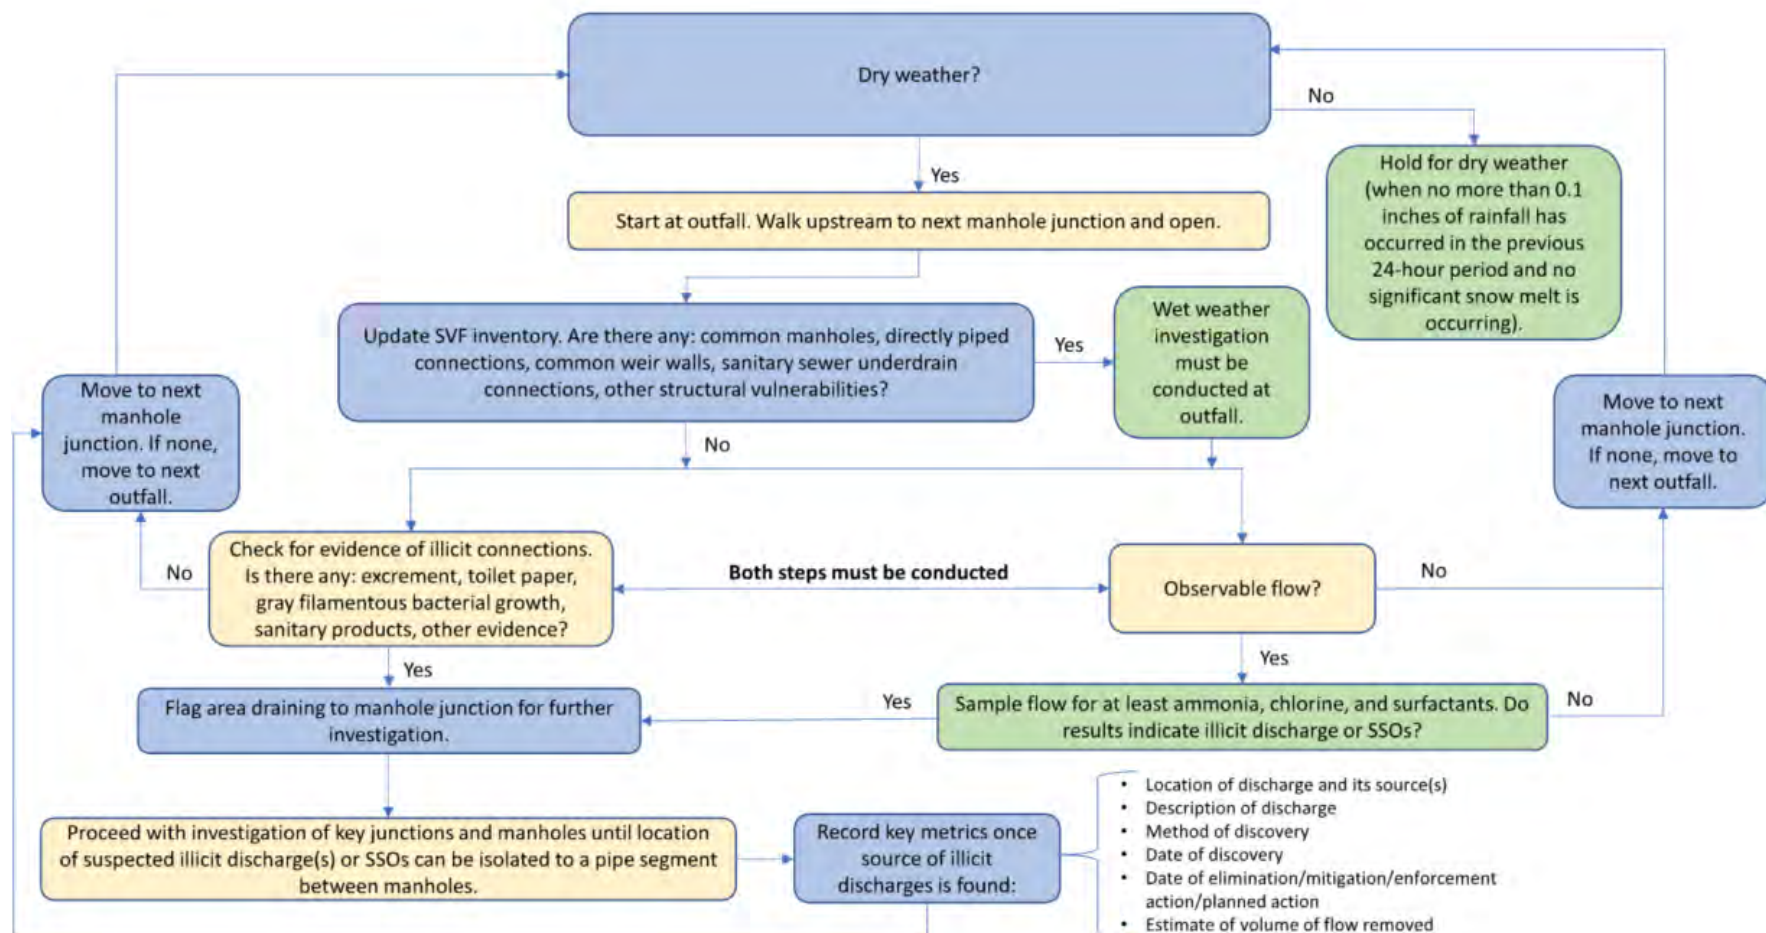 Dry weather?
No
Yes
Hold for dry weather
(when no more than 0.1
inches of rainfall has
occurred in the previous
24-hour period and no
significant snow melt is
occurring).
Start at outfall. Walk upstream to next manhole junction and open.
Update SVF inventory. Are there any: common manholes, directly piped
connections, common weir walls, sanitary sewer underdrain
connections, other structural vulnerabilities?
Yes
Wet weather
investigation
must be
conducted at
outfall.
No
Move to next
manhole
junction. If none,
move to next
outfall.
Move to next
manhole junction.
If none, move to
next outfall.
Check for evidence of illicit connections.
Is there any: excrement, toilet paper,
gray filamentous bacterial growth,
sanitary products, other evidence?
No
Both steps must be conducted
Observable flow?
No
Yes
Yes
Flag area draining to manhole junction for further
investigation.
Yes
Sample flow for at least ammonia, chlorine, and surfactants. Do
results indicate illicit discharge or SSOs?
No
Proceed with investigation of key junctions and manholes until location
of suspected illicit discharge(s) or SSOs can be isolated to a pipe segment
between manholes.
Record key metrics once
source of illicit
discharges is found:
• Location of discharge and its source(s)
• Description of discharge
• Method of discovery
• Date of discovery
• Date of elimination/mitigation/enforcement
action/planned action
• Estimate of volume of flow removed